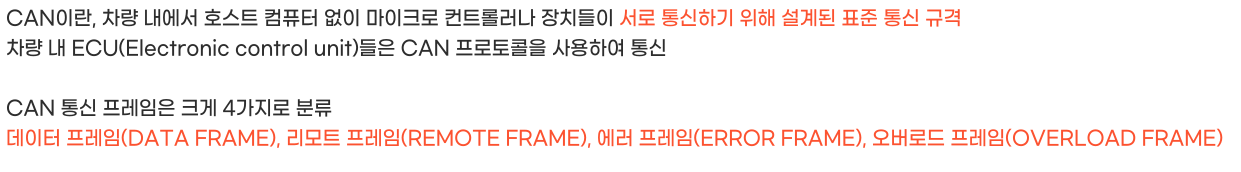 CAN이란, 차량 내에서 호스트 컴퓨터 없이 마이크로 컨트롤러나 장치들이 서로 통신하기 위해 설계된 표준 통신 규격
차량 내 ECU(Electronic control unit)들은 CAN 프로토콜을 사용하여 통신
CAN 통신 프레임은 크게 4가지로 분류
데이터 프레임(DATA FRAME), 리모트 프레임(REMOTE FRAME), 에러 프레임(ERROR FRAME), 오버로드 프레임(OVERLOAD FRAME)